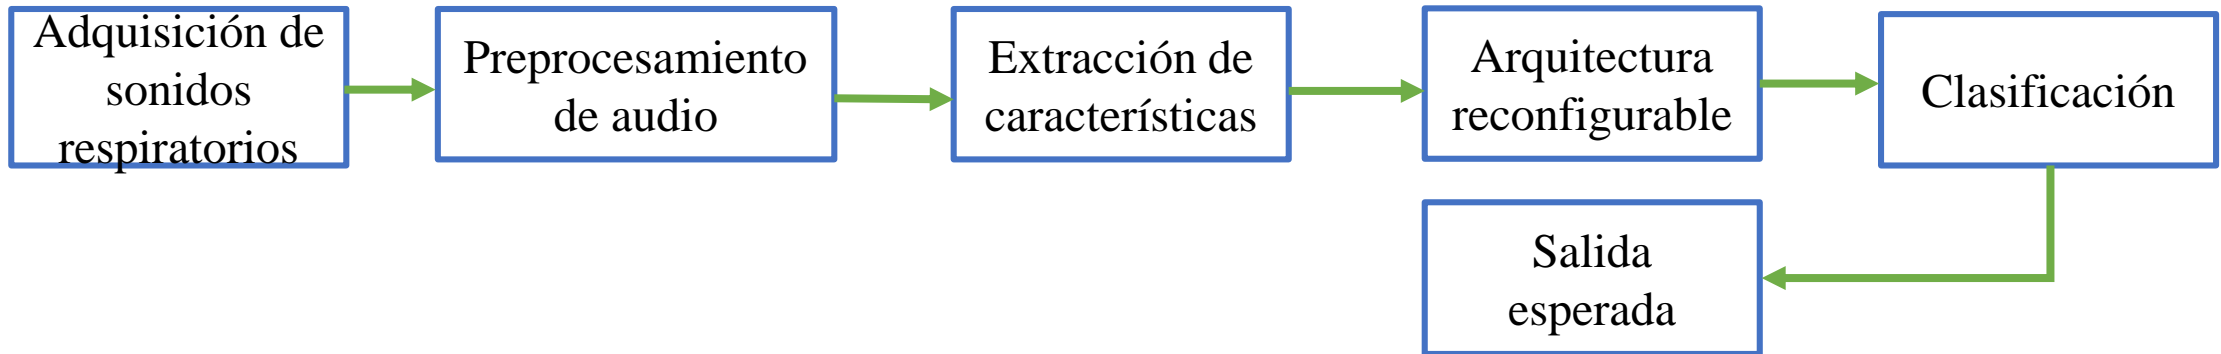 Adquisición de
sonidos
respiratorios
Preprocesamiento
de audio
Extracción de
características
Arquitectura
reconfigurable
Clasificación
Salida
esperada